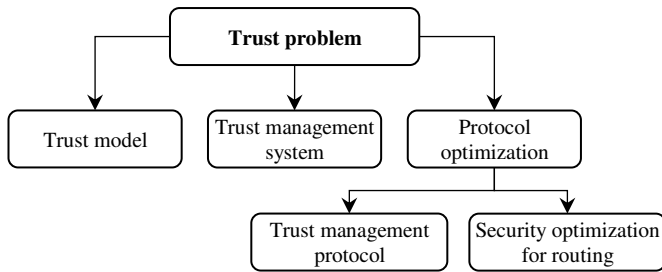 Trust problem
Trust model
Trust management
system
Protocol
optimization
Trust management
protocol
Security optimization
for routing